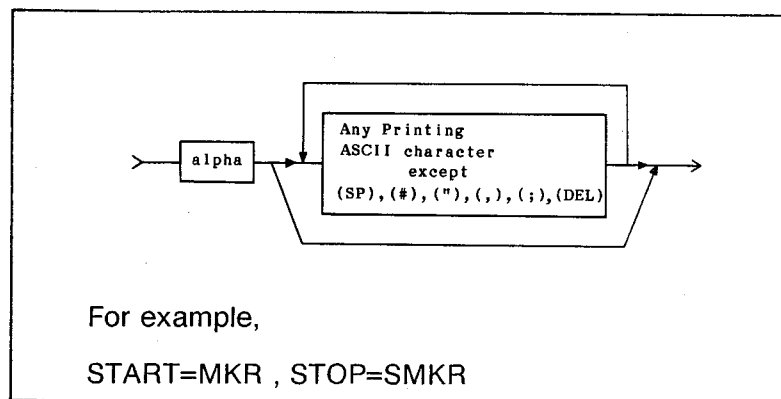 alpha
Any Printing
ASCII character
except
(SP),(#),("),(,),(;),(DEL)
For example,
START=MKR , STOP=SMKR